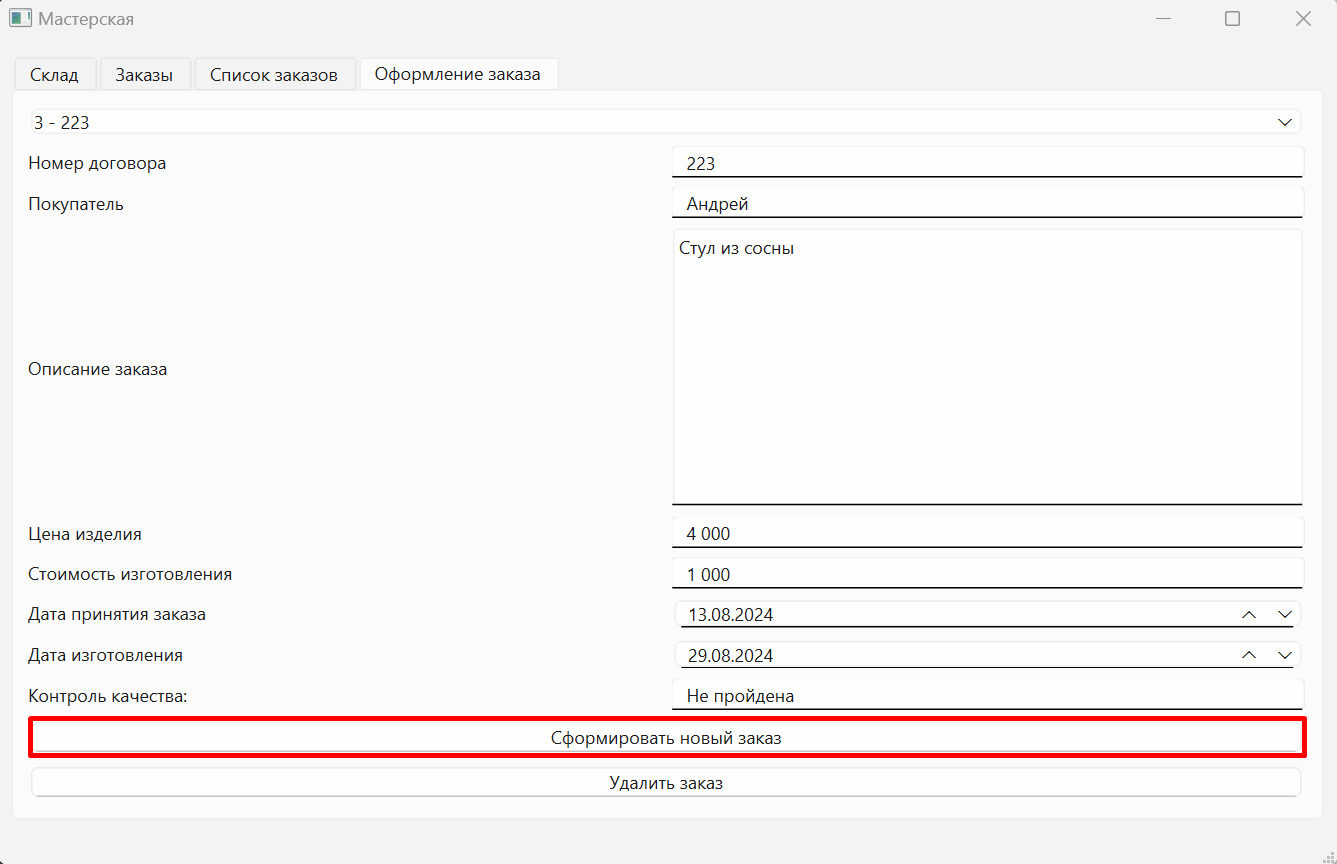 Мастерская
Склад Заказы Список заказов Оформление заказа
3 - 223
Номер договора 223
Покупатель Андрей
Стул из сосны
Описание заказа
Цена изделия 4 000
Стоимость изготовления 1 000
Дата принятия заказа 13.08.2024
Дата изготовления 29.08.2024
Контроль качества: Не пройдена
Сформировать новый заказ
Удалить заказ